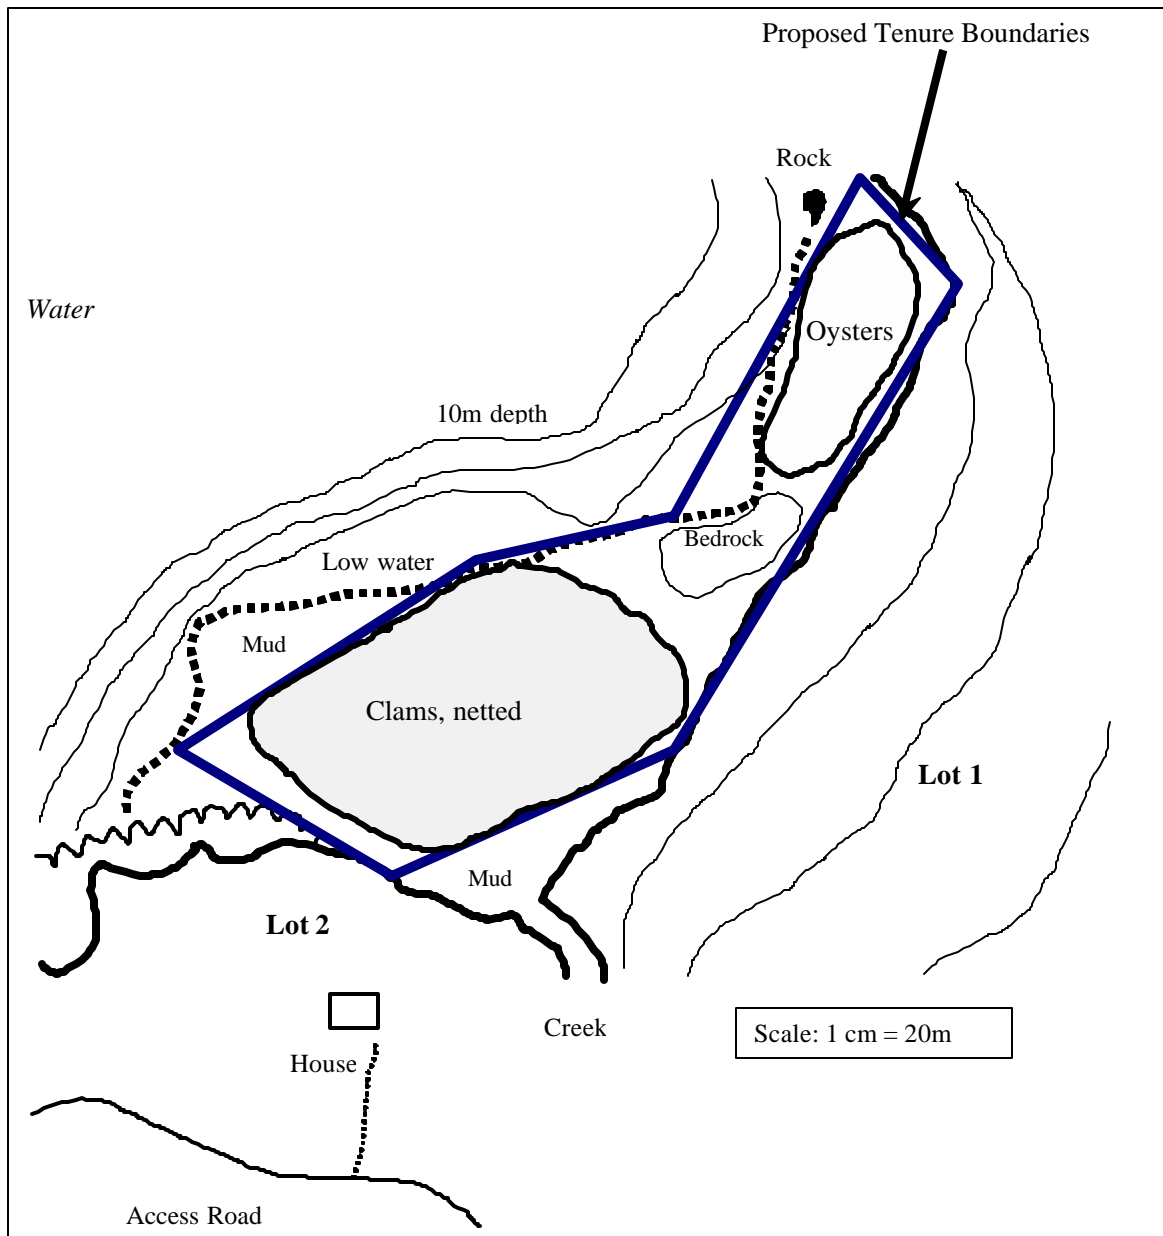 Proposed Tenure Boundaries
Rock
Water
Oysters
10m depth
Bedrock
Low water
Mud
Clams, netted
Lot 1
Mud
Lot 2
Creek
Scale: 1 cm = 20m
House
Access Road